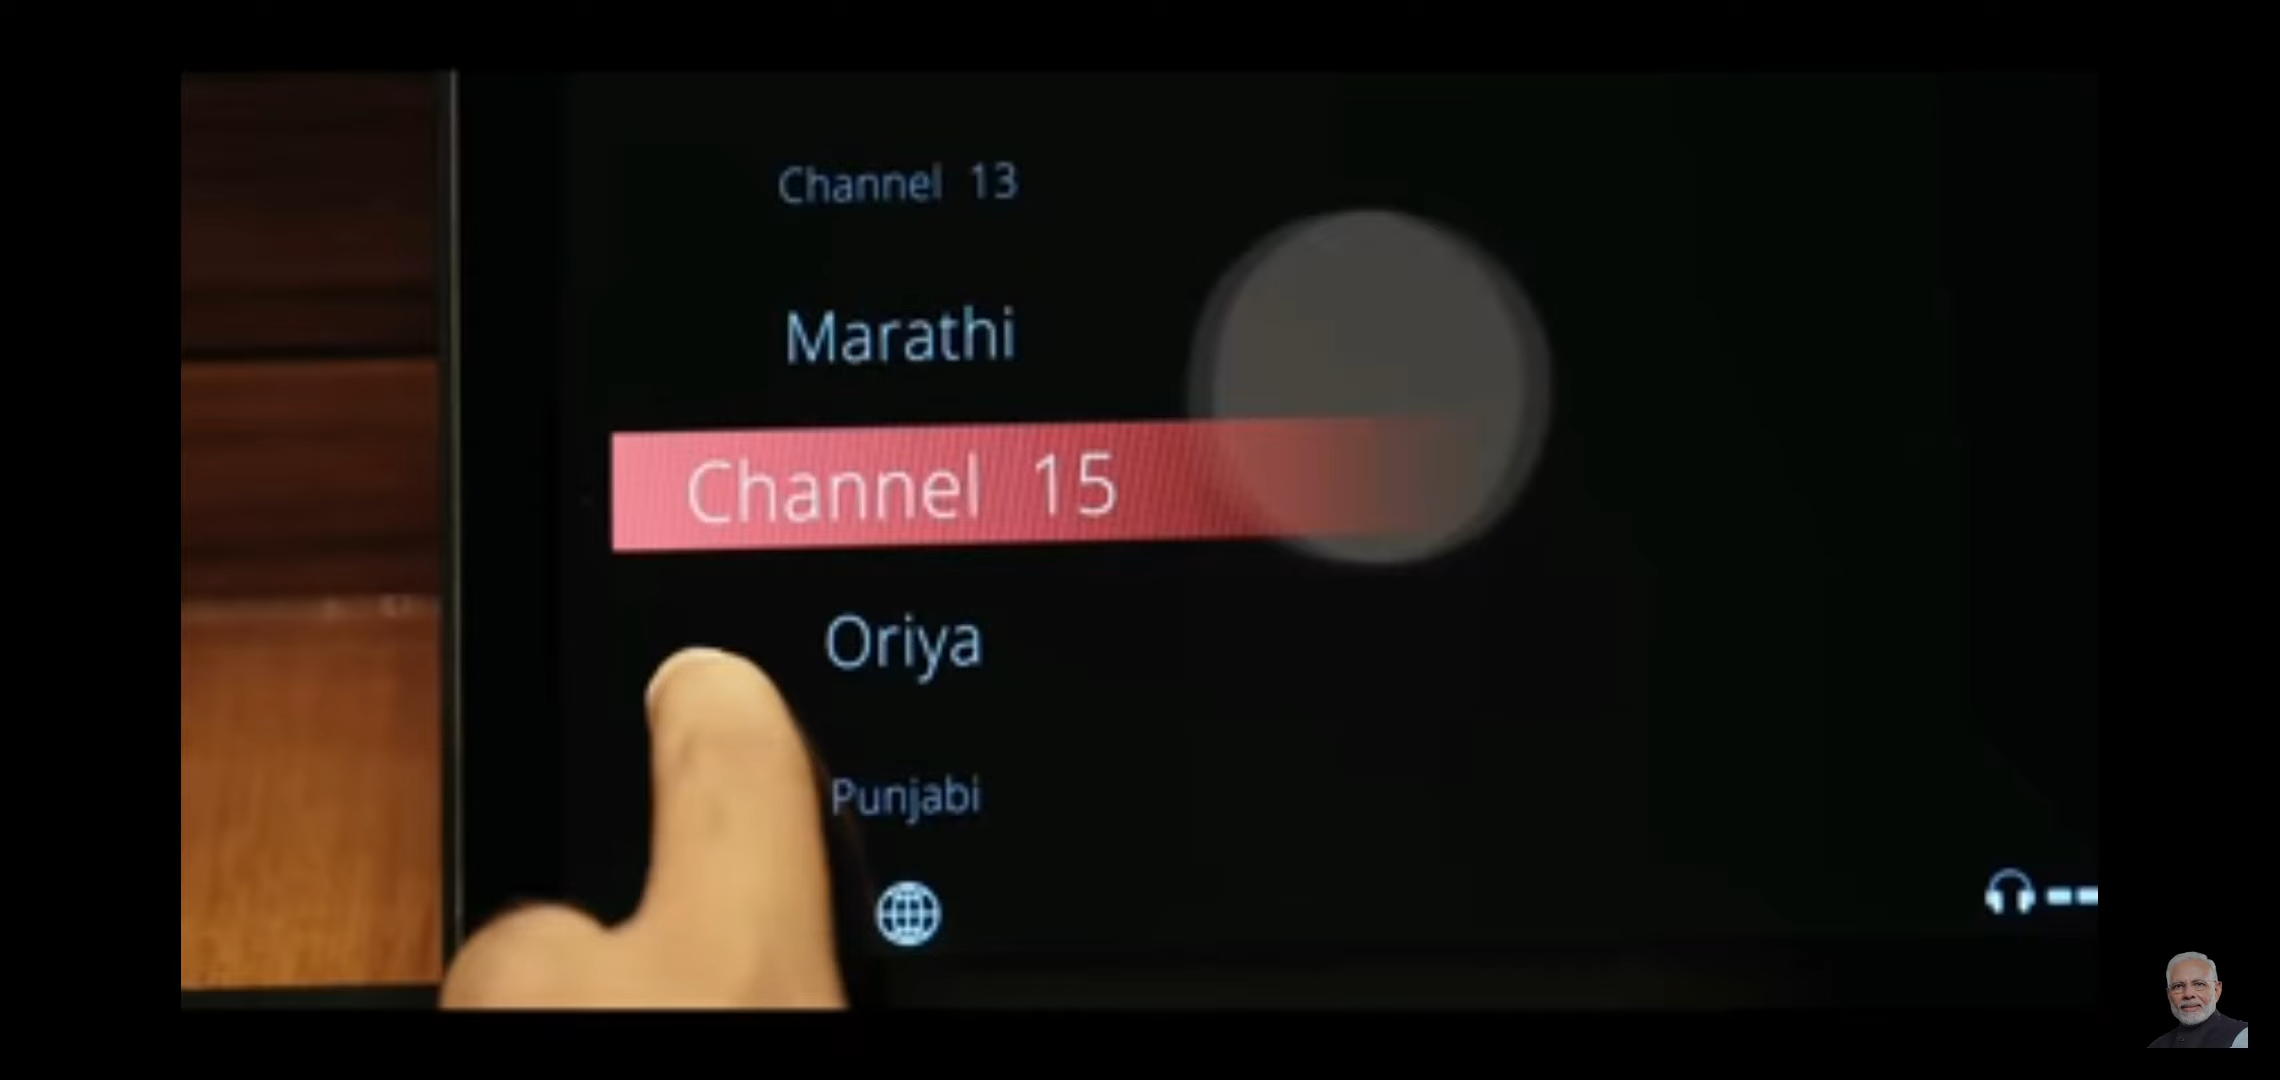 Channel 13
Marathi
Channel 15
Oriya
Punjabi